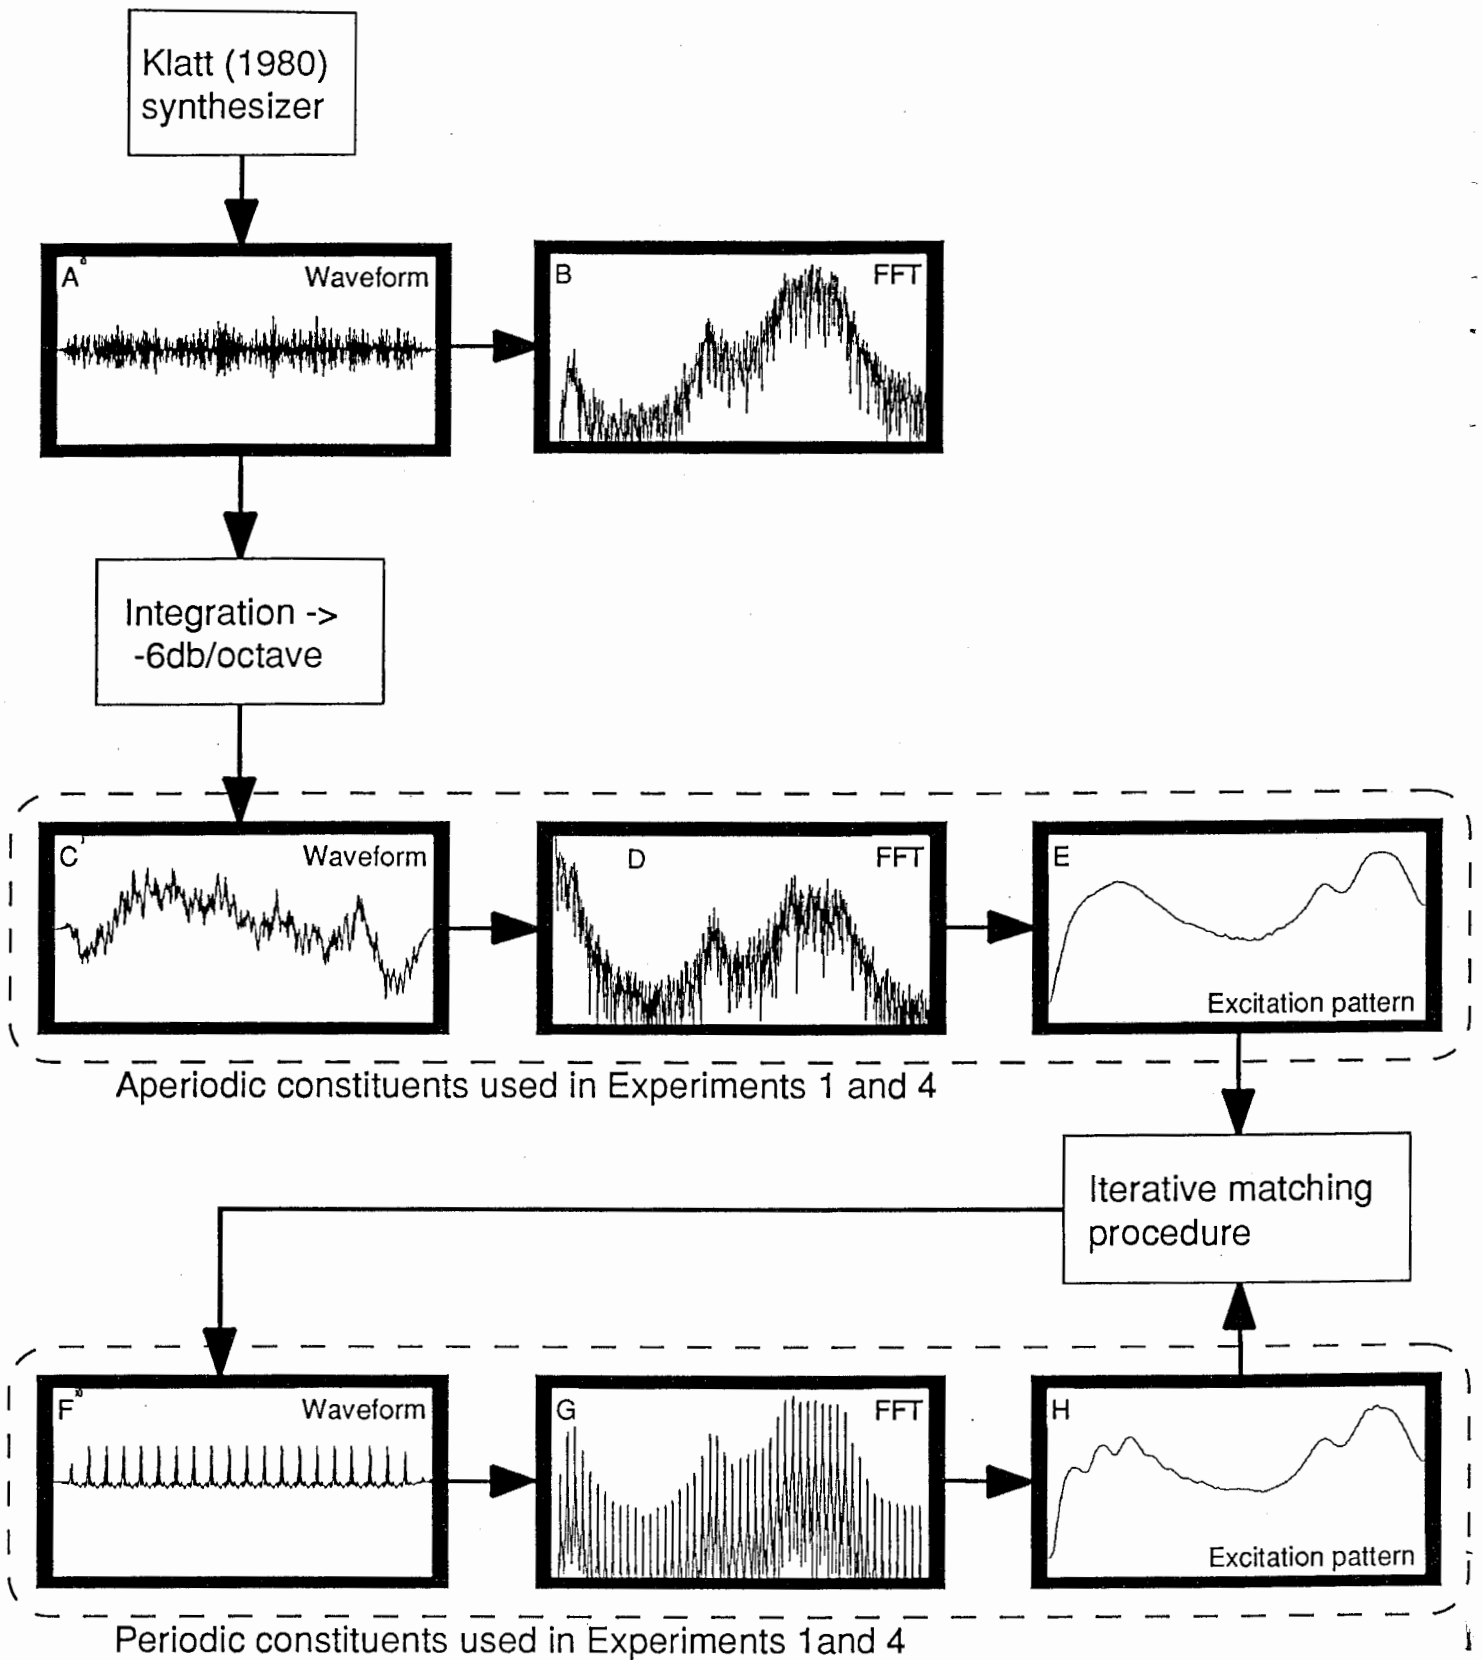 Klatt (1980)
synthesizer
A Waveform
B FFT
Integration ->
-6db/octave
C Waveform
D FFT
E
Excitation pattern
Aperiodic constituents used in Experiments 1 and 4
Iterative matching
procedure
F Waveform
G FFT
H
Excitation pattern
Periodic constituents used in Experiments 1and 4